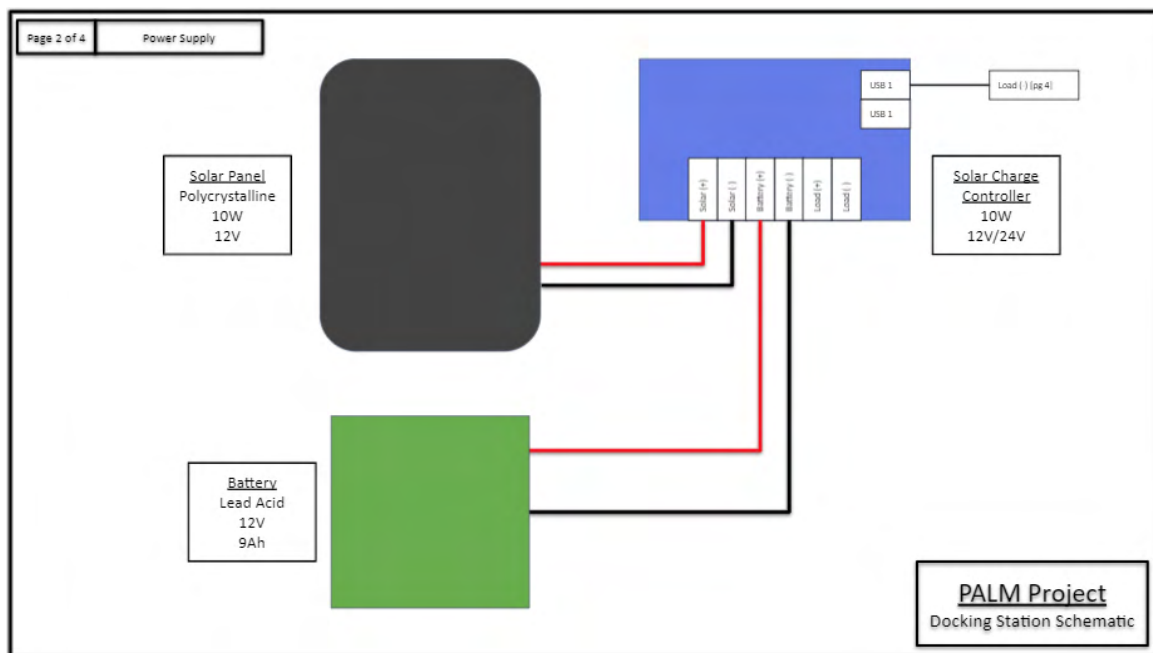 Page 2 of 4
Power Supply
USB 1
Load (-) (pg 4)
USB 1
Solar (+)
Solar (-)
Battery (+)
Battery (-)
Load (+)
Load (-)
Solar Panel
Polycrystalline
10W
12V
Solar Charge
Controller
10W
12V/24V
Battery
Lead Acid
12V
9Ah
PALM Project
Docking Station Schematic